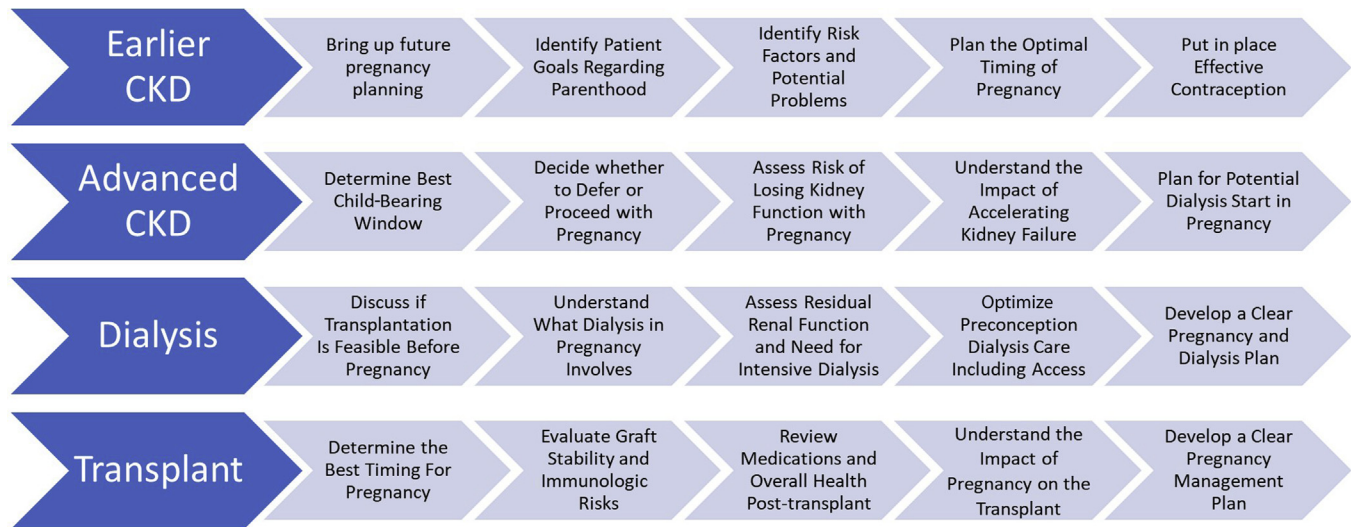 Earlier
CKD
Bring up future
pregnancy
planning
Identify Patient
Goals Regarding
Parenthood
Identify Risk
Factors and
Potential
Problems
Plan the Optimal
Timing of
Pregnancy
Put in place
Effective
Contraception
Advanced
CKD
Determine Best
Child-Bearing
Window
Decide whether
to Defer or
Proceed with
Pregnancy
Assess Risk of
Losing Kidney
Function with
Pregnancy
Understand the
Impact of
Accelerating
Kidney Failure
Plan for Potential
Dialysis Start in
Pregnancy
Dialysis
Discuss if
Transplantation
Is Feasible Before
Pregnancy
Understand
What Dialysis in
Pregnancy
Involves
Assess Residual
Renal Function
and Need for
Intensive Dialysis
Optimize
Preconception
Dialysis Care
Including Access
Develop a Clear
Pregnancy and
Dialysis Plan
Transplant
Determine the
Best Timing For
Pregnancy
Evaluate Graft
Stability and
Immunologic
Risks
Review
Medications and
Overall Health
Post-transplant
Understand the
Impact of
Pregnancy on the
Transplant
Develop a Clear
Pregnancy
Management
Plan